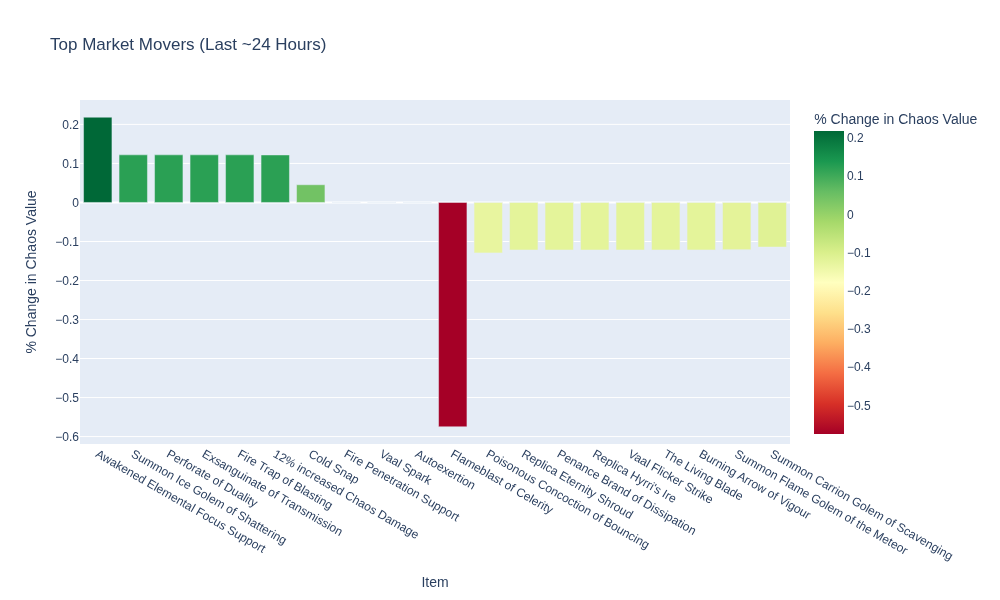 Top Market Movers (Last ~24 Hours)
% Change in Chaos Value
0.2
0.1
0
−0.1
−0.2
−0.3
−0.4
−0.5
−0.6
Awakened Elemental Focus Support
Summon Ice Golem of Shattering
Perforate of Duality
Exsanguinate of Transmission
Fire Trap of Blasting
12% increased Chaos Damage
Cold Snap
Fire Penetration Support
Vaal Spark
Autoexertion
Flameblast of Celerity
Poisonous Concoction of Bouncing
Replica Eternity Shroud
Penance Brand of Dissipation
Replica Hyrri's Ire
Vaal Flicker Strike
The Living Blade
Burning Arrow of Vigour
Summon Flame Golem of the Meteor
Summon Carrion Golem of Scavenging
Item
% Change in Chaos Value
0.2
0.1
0
−0.1
−0.2
−0.3
−0.4
−0.5